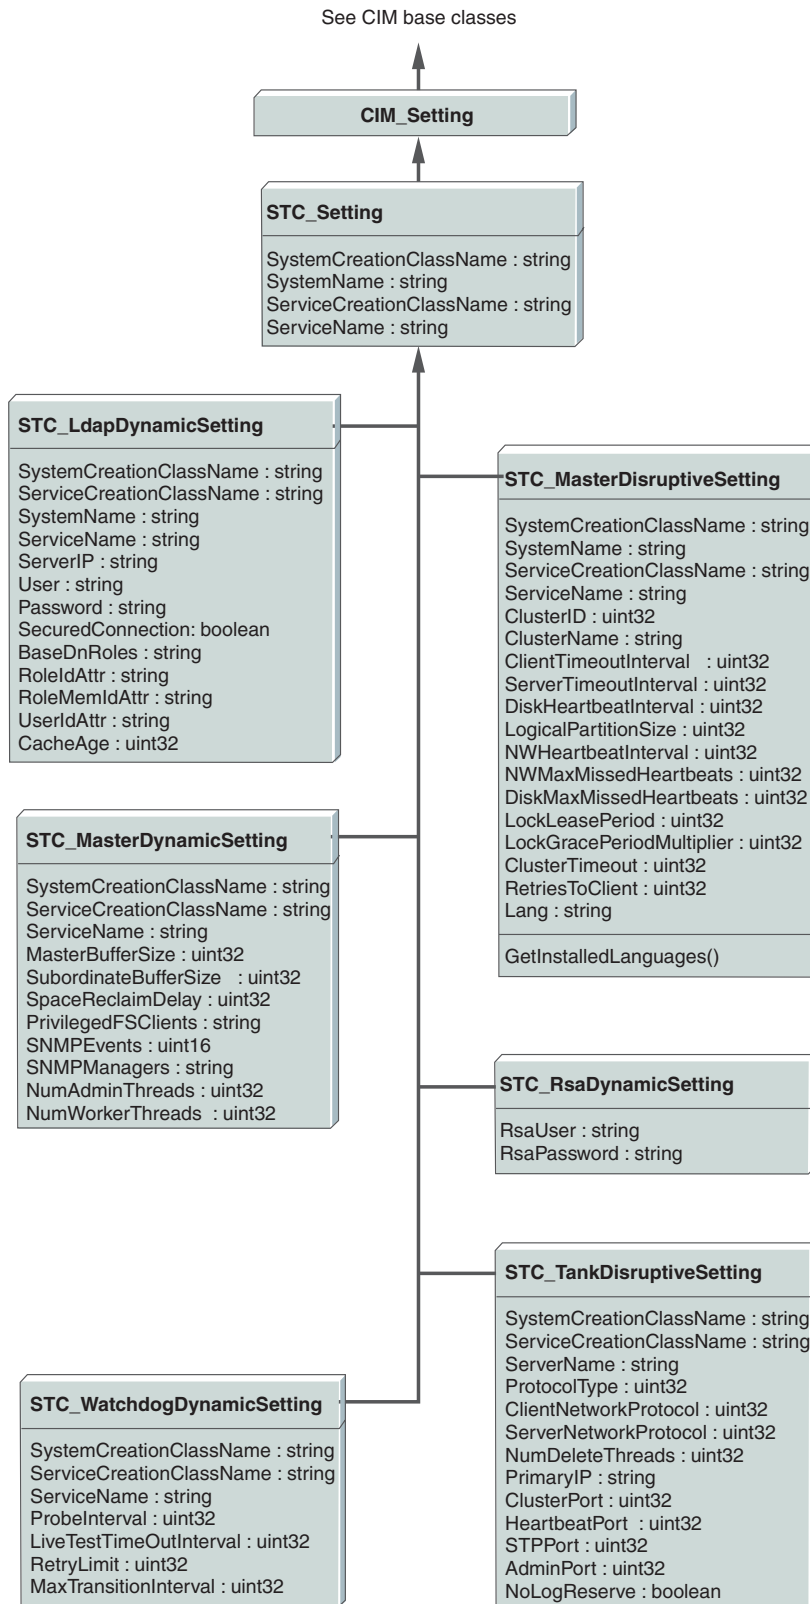 See CIM base classes
CIM_Setting
STC_Setting
SystemCreationClassName : string
SystemName : string
ServiceCreationClassName : string
ServiceName : string
STC_LdapDynamicSetting
SystemCreationClassName : string
ServiceCreationClassName : string
SystemName : string
ServiceName : string
ServerIP : string
User : string
Password : string
SecuredConnection: boolean
BaseDnRoles : string
RoleIdAttr : string
RoleMemIdAttr : string
UserIdAttr : string
CacheAge : uint32
STC_MasterDisruptiveSetting
SystemCreationClassName : string
SystemName : string
ServiceCreationClassName : string
ServiceName : string
ClusterID : uint32
ClusterName : string
ClientTimeoutInterval : uint32
ServerTimeoutInterval : uint32
DiskHeartbeatInterval : uint32
LogicalPartitionSize : uint32
NWHeartbeatInterval : uint32
NWMaxMissedHeartbeats : uint32
DiskMaxMissedHeartbeats : uint32
LockLeasePeriod : uint32
LockGracePeriodMultiplier : uint32
ClusterTimeout : uint32
RetriesToClient : uint32
Lang : string
GetInstalledLanguages()
STC_MasterDynamicSetting
SystemCreationClassName : string
ServiceCreationClassName : string
ServiceName : string
MasterBufferSize : uint32
SubordinateBufferSize : uint32
SpaceReclaimDelay : uint32
PrivilegedFSClients : string
SNMPEvents : uint16
SNMPManagers : string
NumAdminThreads : uint32
NumWorkerThreads : uint32
STC_RsaDynamicSetting
RsaUser : string
RsaPassword : string
STC_TankDisruptiveSetting
SystemCreationClassName : string
ServiceCreationClassName : string
ServerName : string
ProtocolType : uint32
ClientNetworkProtocol : uint32
ServerNetworkProtocol : uint32
NumDeleteThreads : uint32
PrimaryIP : string
ClusterPort : uint32
HeartbeatPort : uint32
STPPort : uint32
AdminPort : uint32
NoLogReserve : boolean
STC_WatchdogDynamicSetting
SystemCreationClassName : string
ServiceCreationClassName : string
ServiceName : string
ProbeInterval : uint32
LiveTestTimeOutInterval : uint32
RetryLimit : uint32
MaxTransitionInterval : uint32